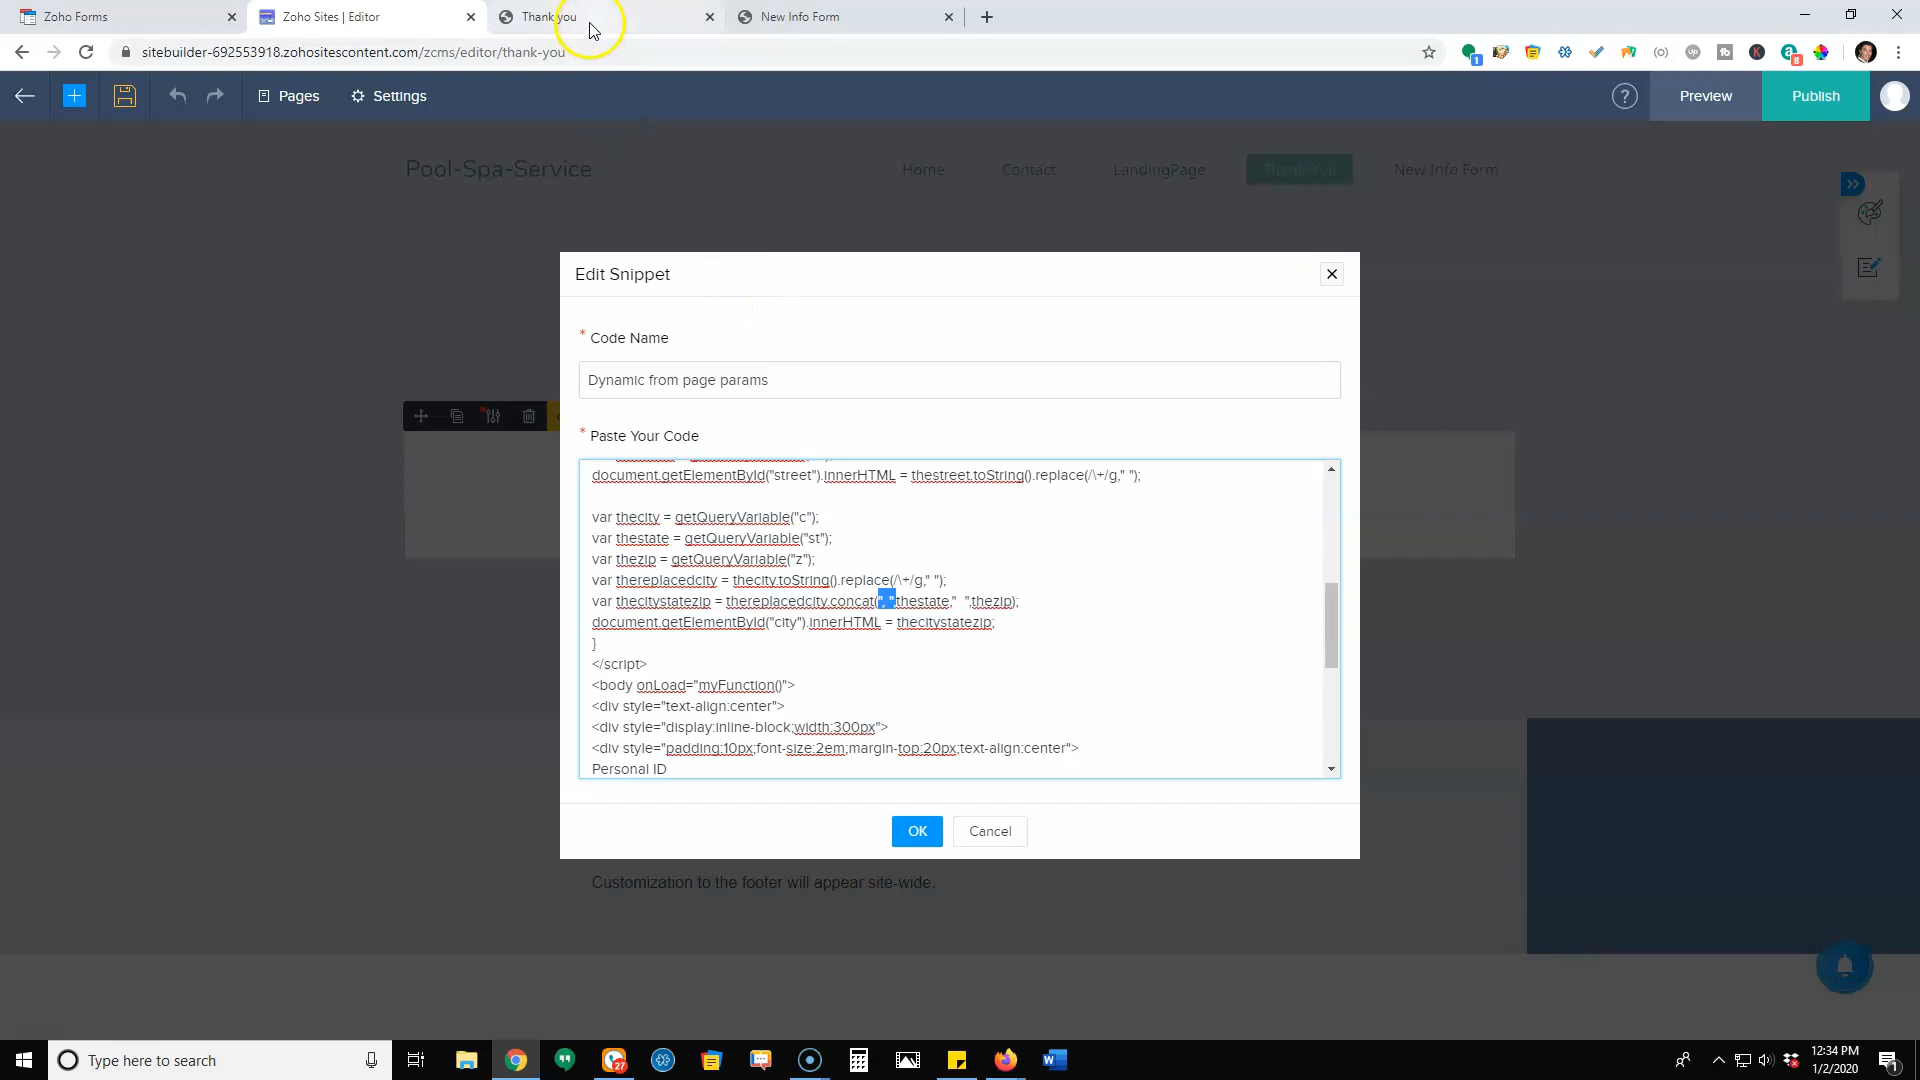 Zoho Forms
Zoho Sites | Editor
Thank you
New Info Form
sitebuilder-692553918.zohositescontent.com/zcms/editor/thank-you
Pages
Settings
Preview
Publish
Pool-Spa-Service
Home
Contact
LandingPage
Thank You
New Info Form
Edit Snippet
* Code Name
Dynamic from page params
* Paste Your Code
document.getElementById("street").innerHTML = thestreet.toString().replace(/\+/g," ");
var thecity = getQueryVariable("c");
var thestate = getQueryVariable("st");
var thezip = getQueryVariable("z");
var thereplacedcity = thecity.toString().replace(/\+/g," ");
var thecitystatezip = thereplacedcity.concat(", ",thestate,"  ",thezip);
document.getElementById("city").innerHTML = thecitystatezip;
}
</script>
<body onLoad="myFunction()">
<div style="text-align:center">
<div style="display:inline-block;width:300px">
<div style="padding:10px;font-size:2em;margin-top:20px;text-align:center">
Personal ID
OK
Cancel
Customization to the footer will appear site-wide.
Type here to search
27
12:34 PM
1/2/2020
1